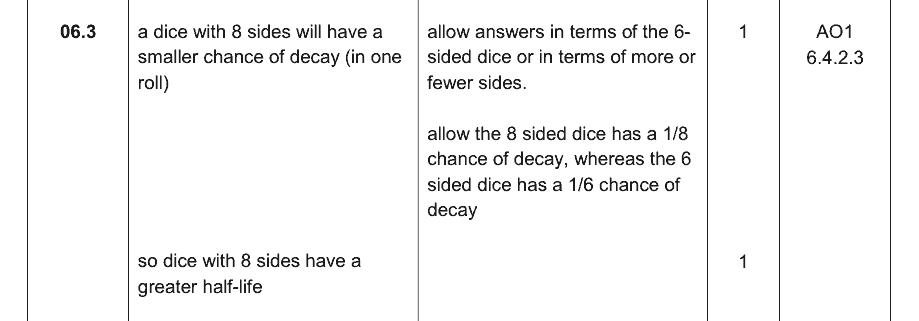 06.3 a dice with 8 sides will have a allow answers in terms of the 6- 1 AO1
smaller chance of decay (in one sided dice or in terms of more or 6.4.2.3
roll) fewer sides.
allow the 8 sided dice has a 1/8
chance of decay, whereas the 6
sided dice has a 1/6 chance of
decay
so dice with 8 sides have a 1
greater half-life